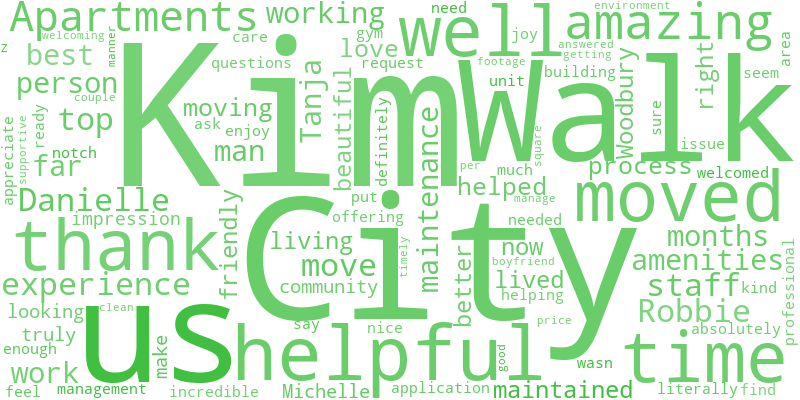 Apartments
working
need
environment
welcoming
manner
z
best
gym
care
love
well
joy
amazing
answered
getting
area
person
couple
questions
request
footage
Kim
Walk
building
seem
right
Woodbury
unit
moving
Tanja
beautiful
definitely
top
ready
ask
enjoy
sure
issue
supportive
appreciate
notch
far
man
maintenance
square
per
much
process
welcomed
Danielle
put
helped
manage
moved
impression
friendly
offering
needed
City
thank
living
timely
now
months
move
boyfriend
amenities
experience
community
better
lived
staff
kind
professional
helping
looking
clean
say
nice
price
Robbie
truly
us
absolutely
enough
make
helpful
good
wasn
time
work
feel
management
incredible
Michelle
application
maintained
literally
find